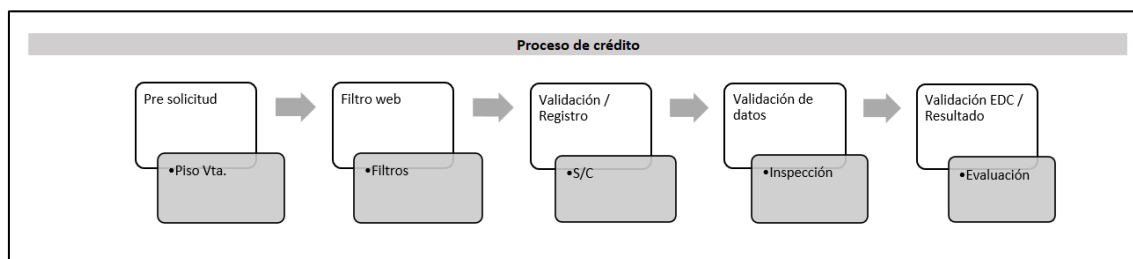 Proceso de crédito
Pre solicitud
•Piso Vta.
Filtro web
•Filtros
Validación /
Registro
•S/C
Validación de
datos
•Inspección
Validación EDC /
Resultado
•Evaluación